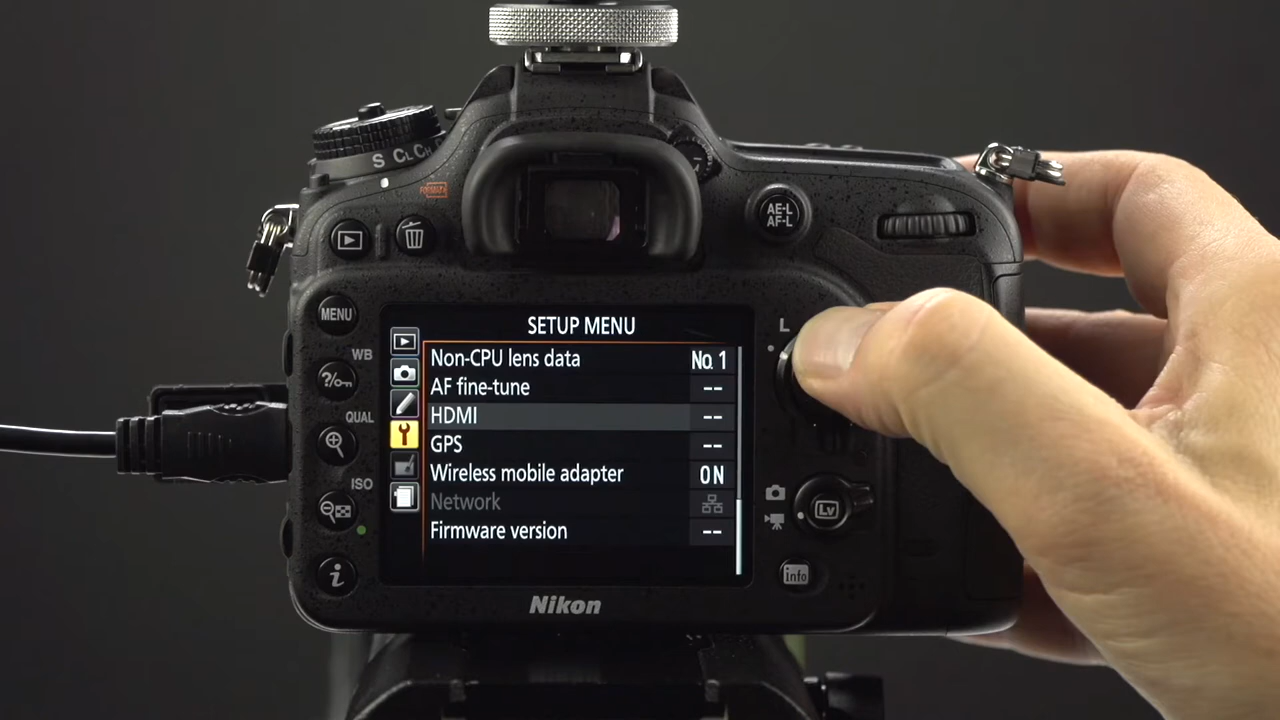 S CL CH
AE-L
AF-L
MENU
WB
?/
QUAL
ISO
i
L
Lv
info
SETUP MENU
Non-CPU lens data No. 1
AF fine-tune --
HDMI --
GPS --
Wireless mobile adapter ON
Network
Firmware version --
Nikon